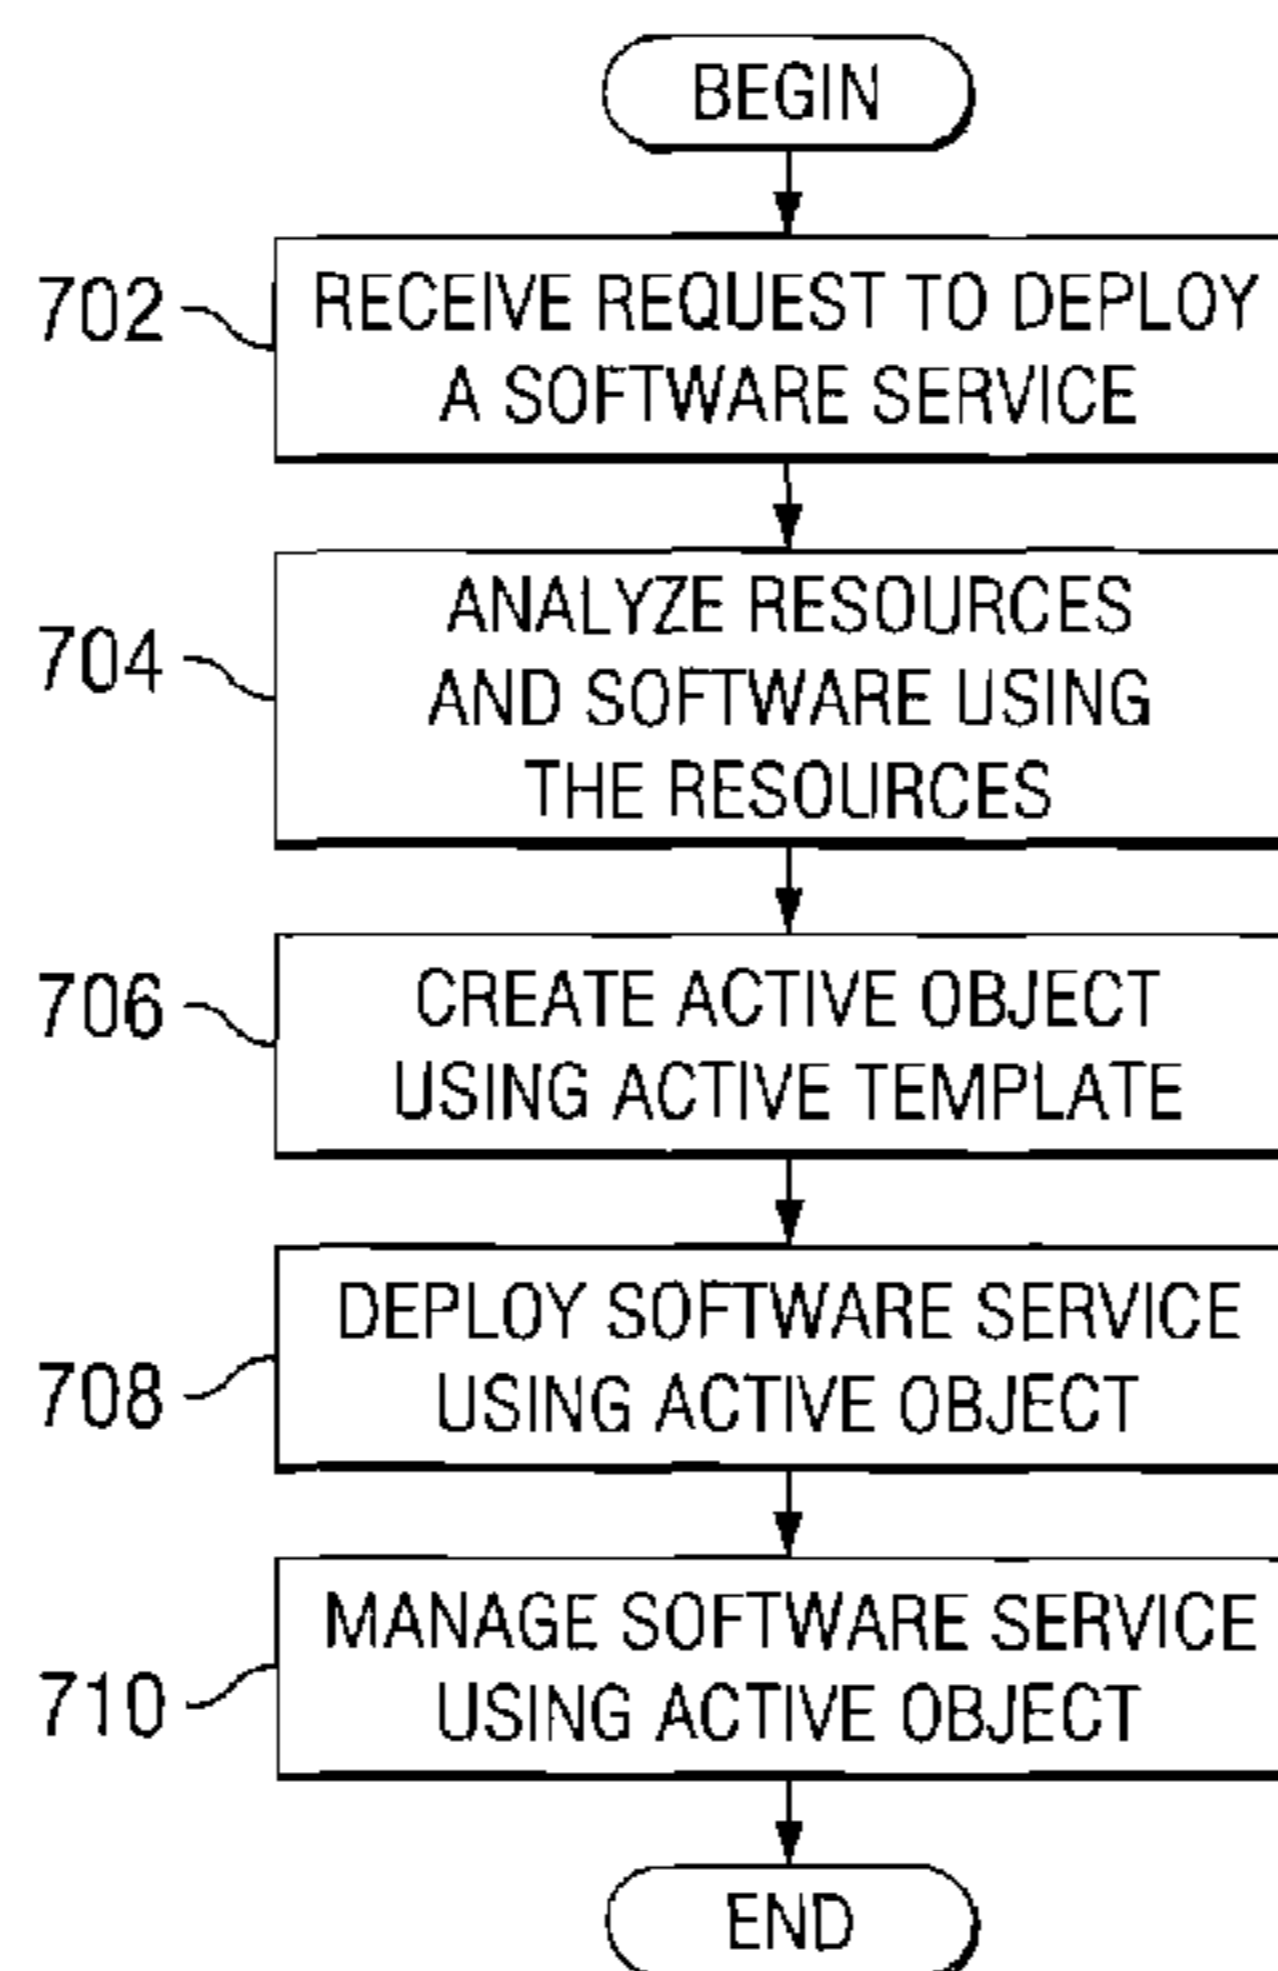 BEGIN
702
RECEIVE REQUEST TO DEPLOY
A SOFTWARE SERVICE
704
ANALYZE RESOURCES
AND SOFTWARE USING
THE RESOURCES
706
CREATE ACTIVE OBJECT
USING ACTIVE TEMPLATE
708
DEPLOY SOFTWARE SERVICE
USING ACTIVE OBJECT
710
MANAGE SOFTWARE SERVICE
USING ACTIVE OBJECT
END